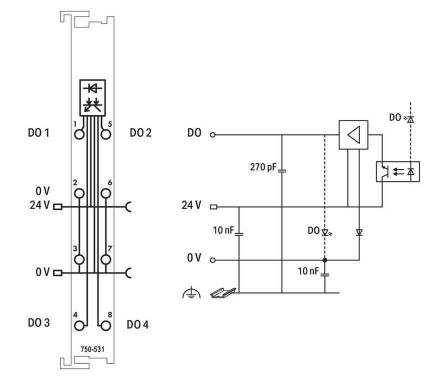 DO 1
1
5
DO 2
0 V
24 V
2
6
0 V
3
7
DO 3
4
8
DO 4
750-531
DO
DO
270 pF
24 V
10 nF
DO
0 V
10 nF